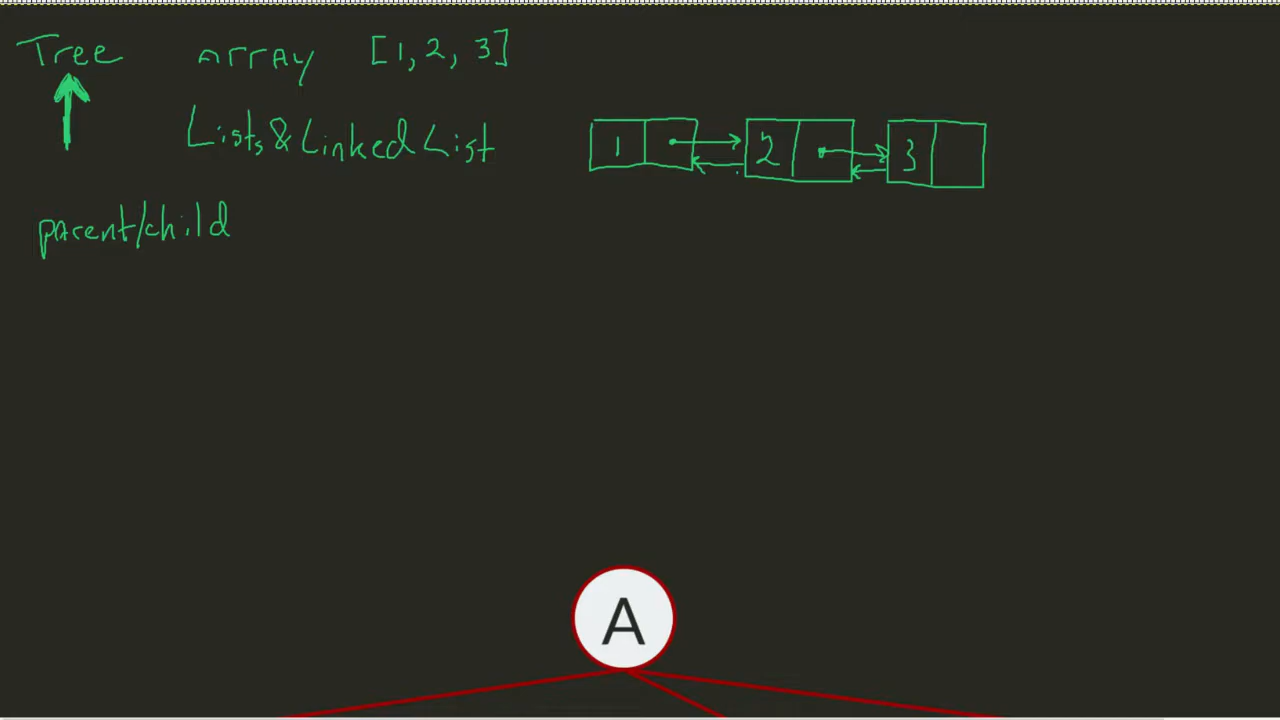 Tree array [1, 2, 3]
Lists & Linked List 1 2 3
parent/child
A